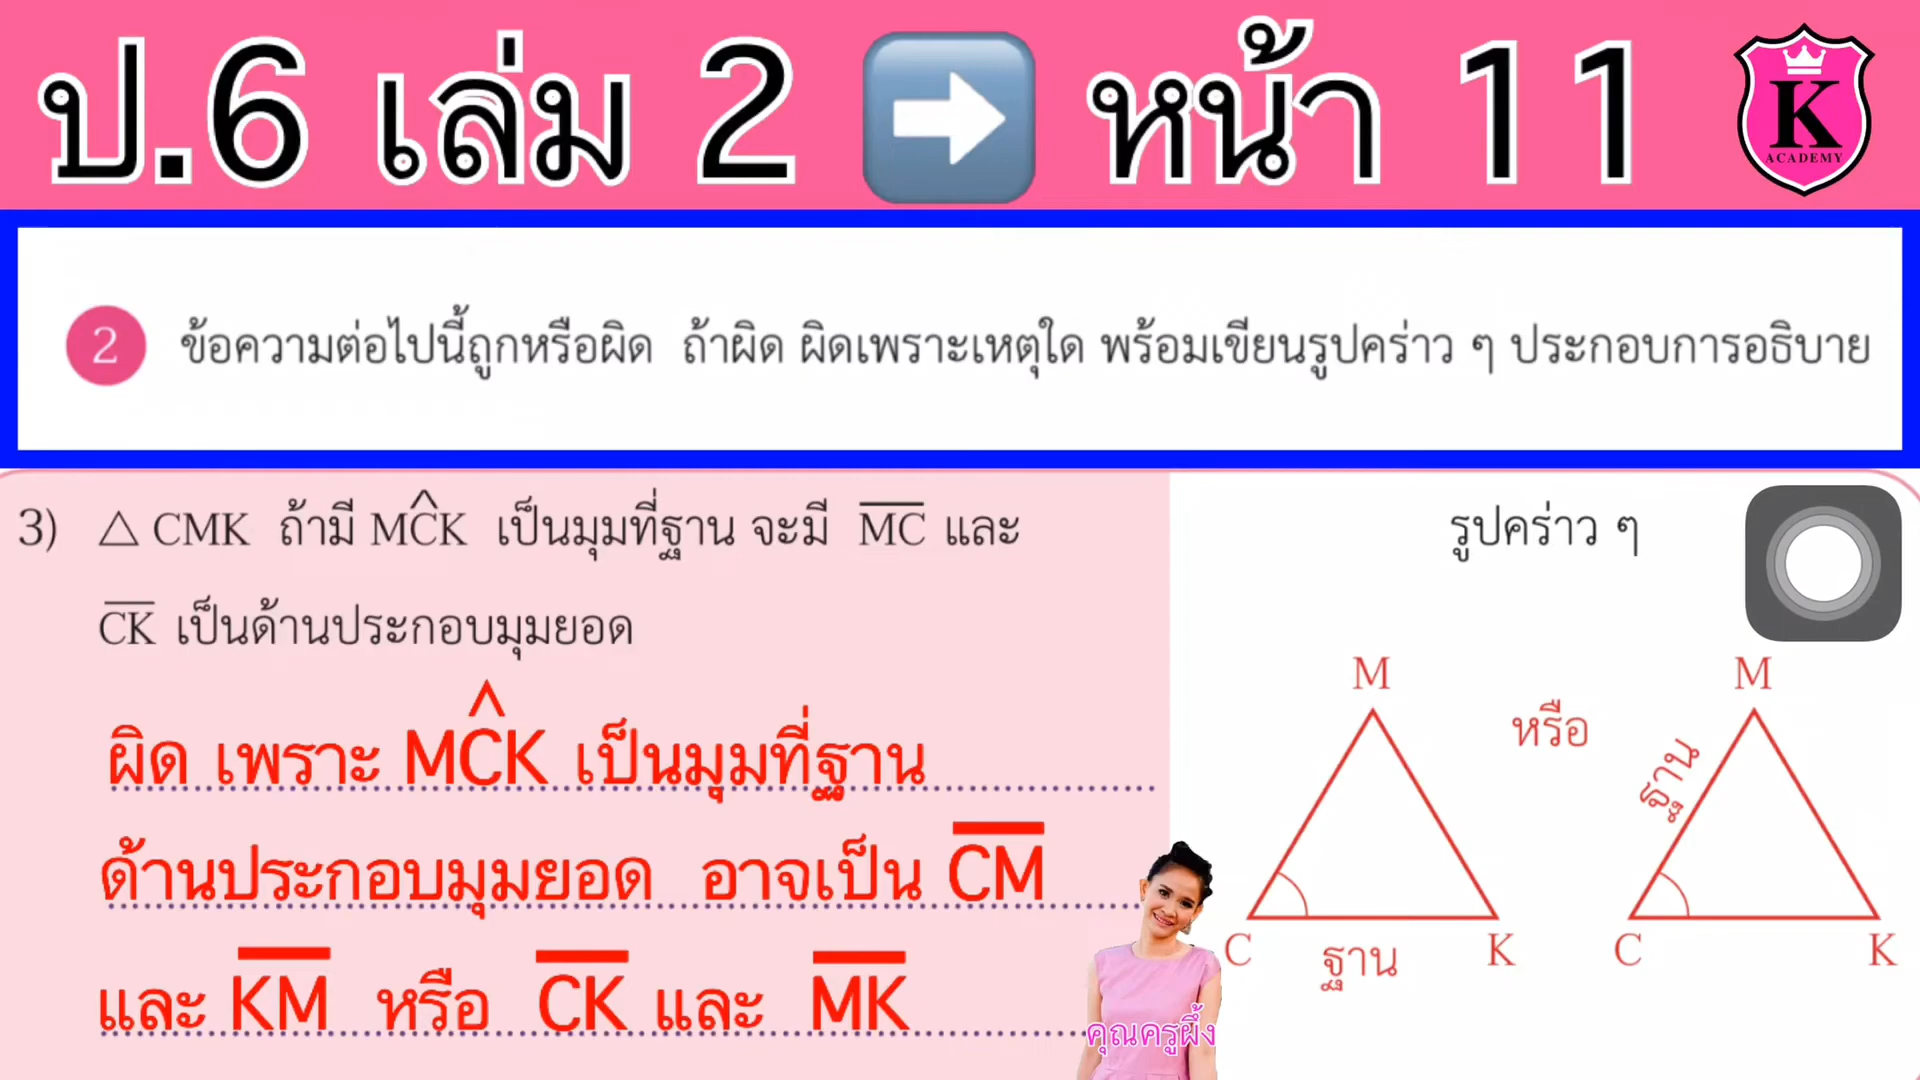 ป.6 เล่ม 2 ➡ หน้า 11
K
ACADEMY
2 ข้อความต่อไปนี้ถูกหรือผิด ถ้าผิด ผิดเพราะเหตุใด พร้อมเขียนรูปคร่าว ๆ ประกอบการอธิบาย
3) △ CMK ถ้ามี MĈK เป็นมุมที่ฐาน จะมี M̅C̅ และ
C̅K̅ เป็นด้านประกอบมุมยอด
ผิด เพราะ MĈK เป็นมุมที่ฐาน
ด้านประกอบมุมยอด อาจเป็น C̅M̅
และ K̅M̅ หรือ C̅K̅ และ M̅K̅
รูปคร่าว ๆ
M หรือ M
ฐาน
C ฐาน K C K
คุณครูผึ้ง